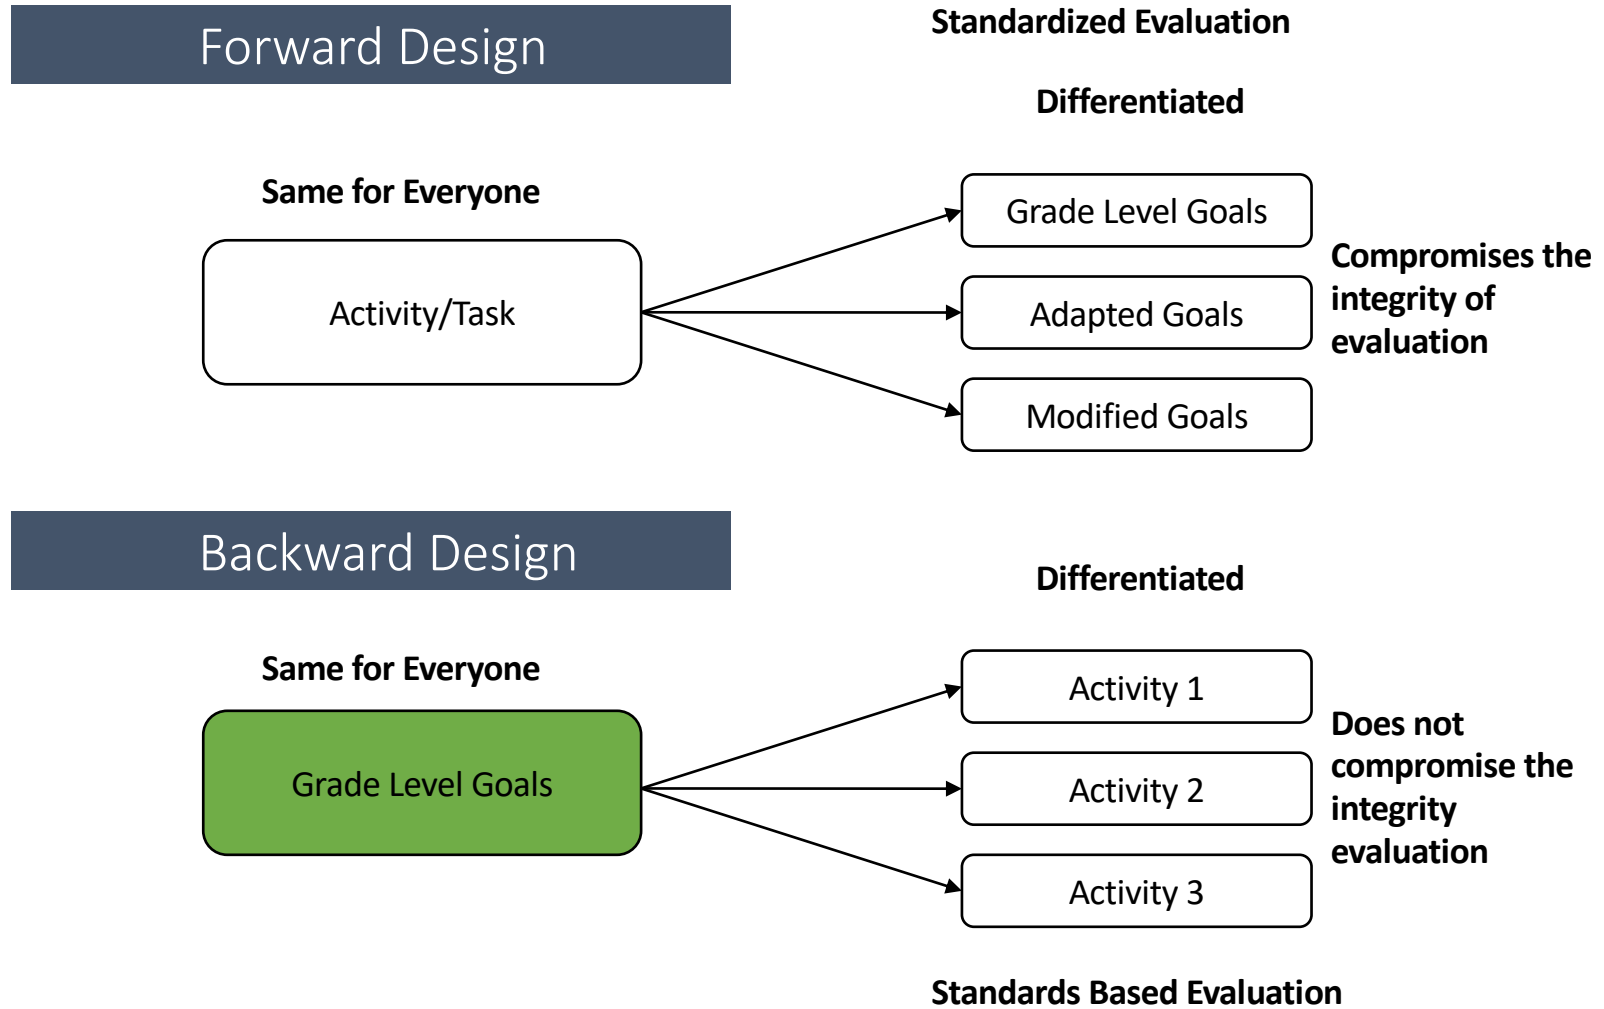 Forward Design
Standardized Evaluation
Differentiated
Same for Everyone
Activity/Task
Grade Level Goals
Adapted Goals
Modified Goals
Compromises the
integrity of
evaluation
Backward Design
Differentiated
Same for Everyone
Grade Level Goals
Activity 1
Activity 2
Activity 3
Does not
compromise the
integrity
evaluation
Standards Based Evaluation